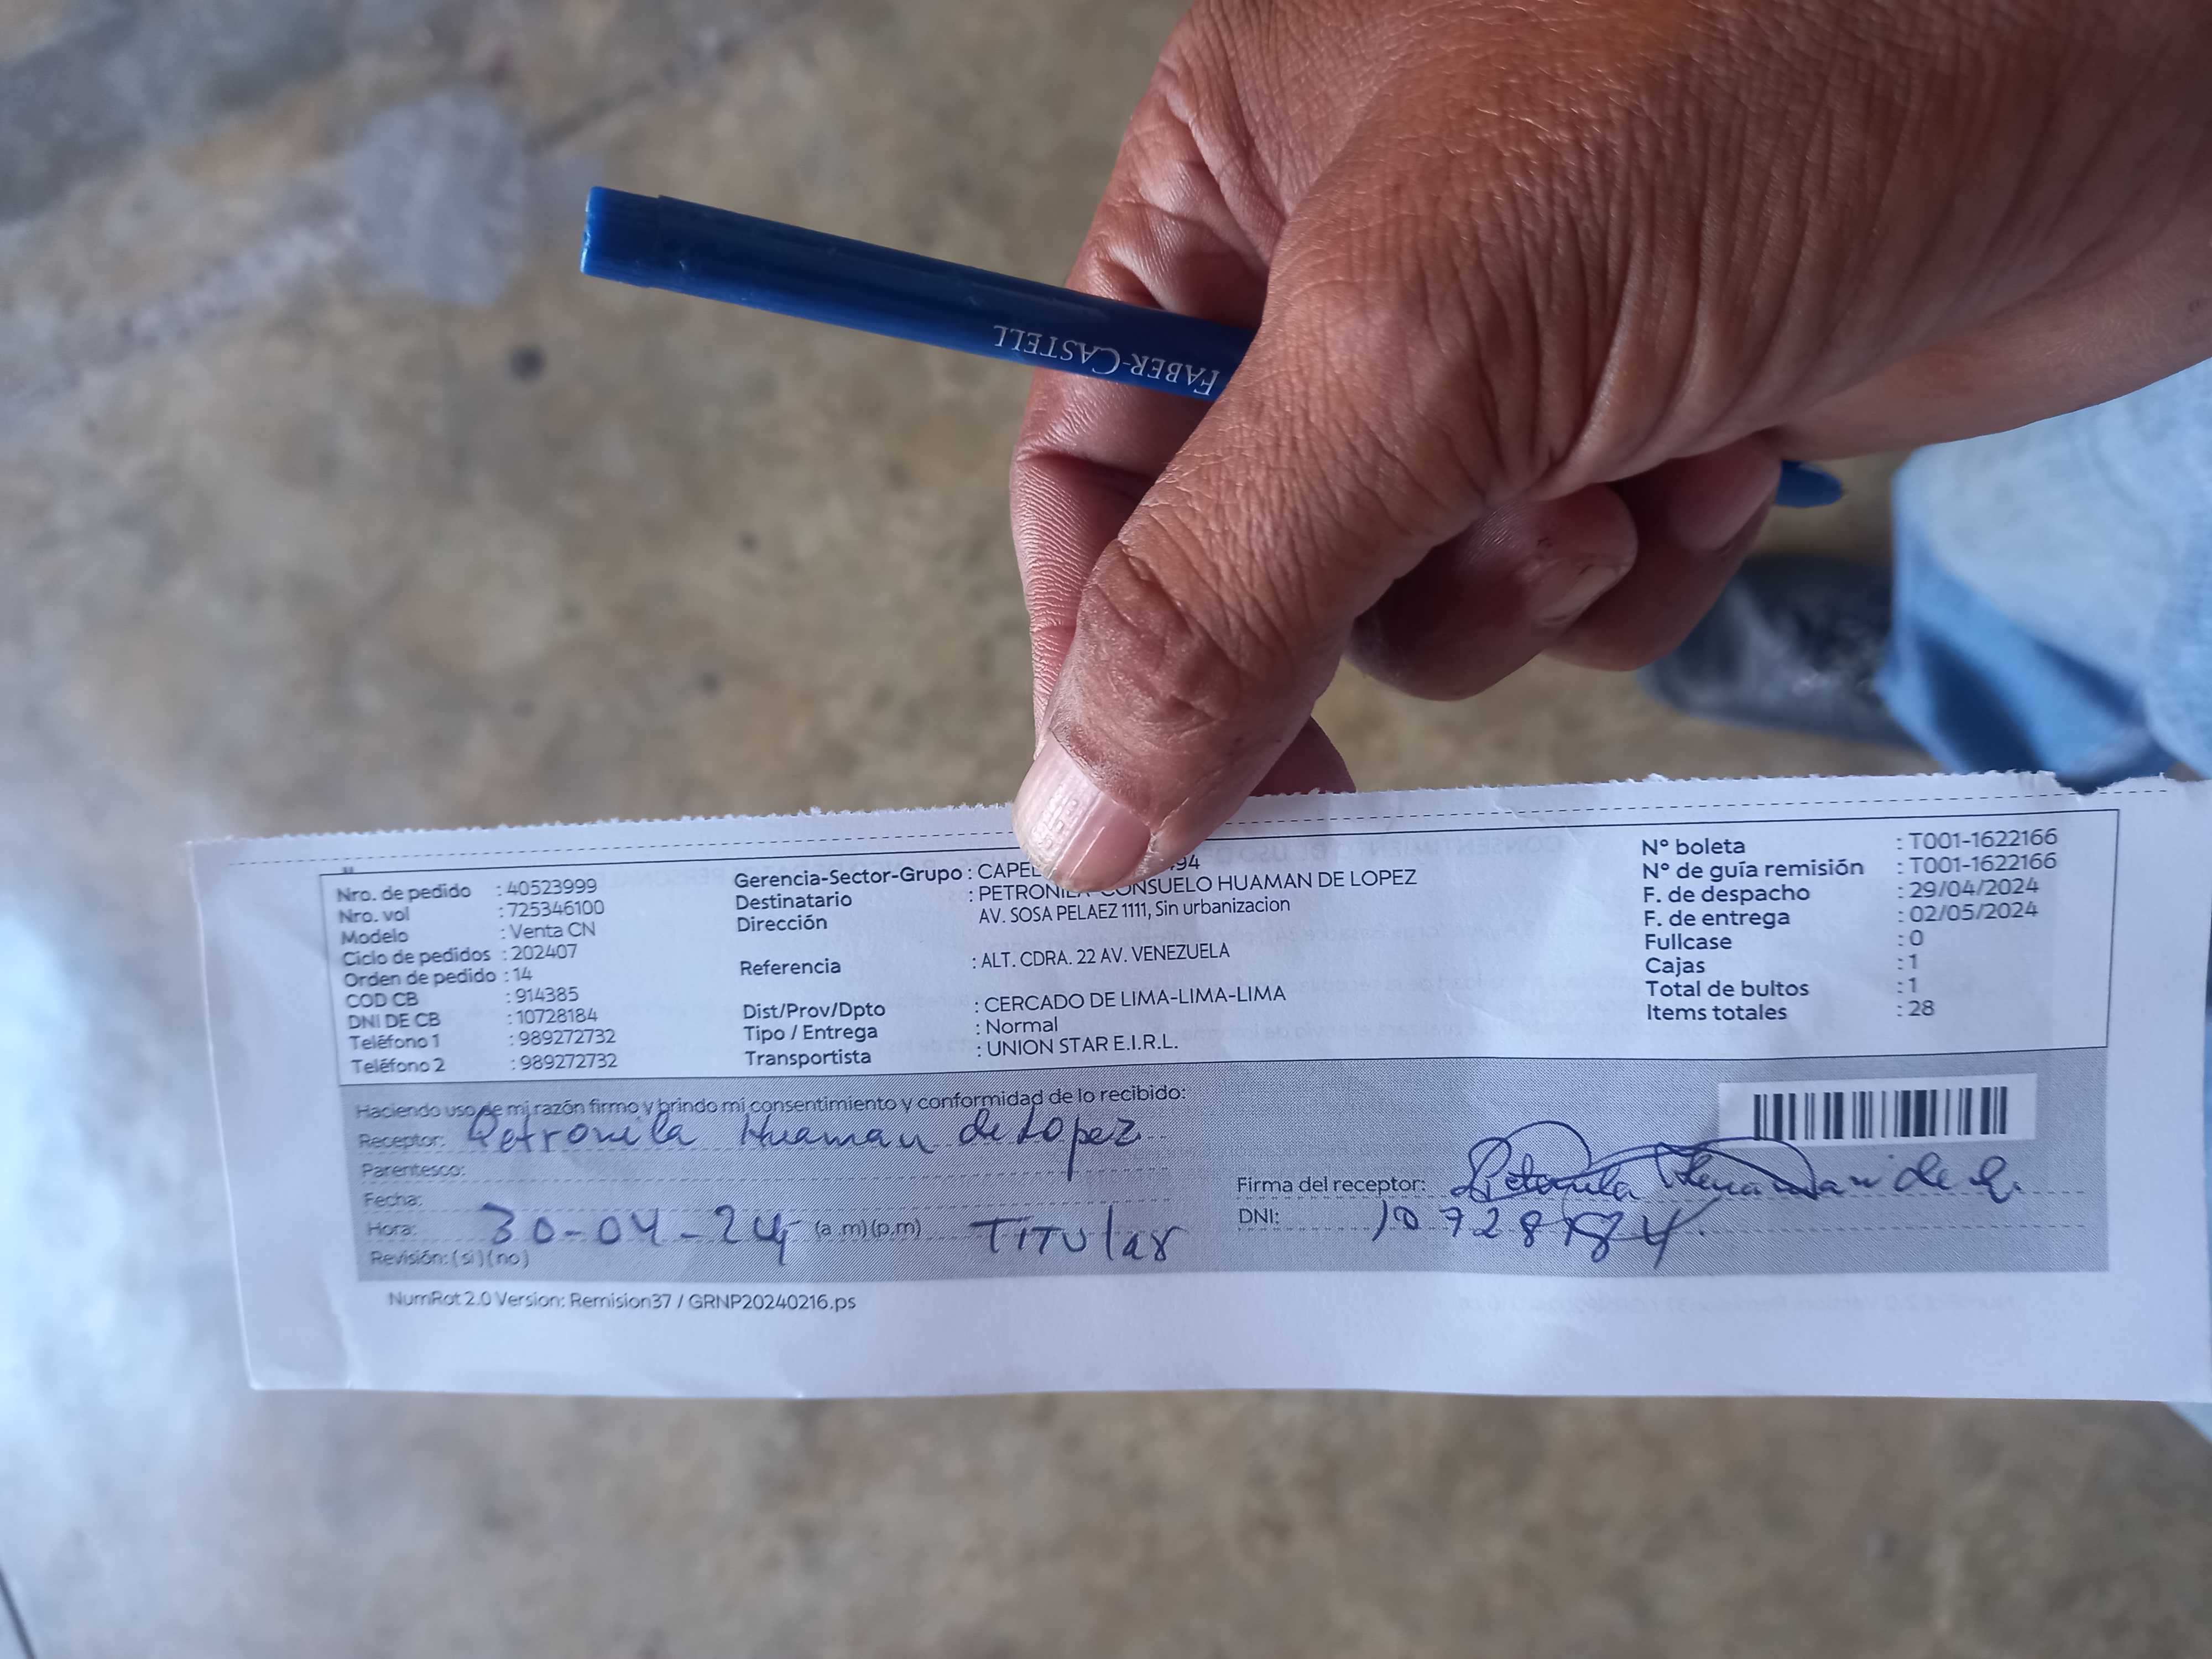 FABER-CASTELL
Nro. de pedido : 40523999
Nro. vol : 725346100
Modelo : Venta CN
Ciclo de pedidos : 202407
Orden de pedido : 14
COD CB : 914385
DNI DE CB : 10728184
Teléfono 1 : 989272732
Teléfono 2 : 989272732
Gerencia-Sector-Grupo :
Destinatario : PETRONILA CONSUELO HUAMAN DE LOPEZ
Dirección AV. SOSA PELAEZ 1111, Sin urbanizacion
Referencia : ALT. CDRA. 22 AV. VENEZUELA
Dist/Prov/Dpto : CERCADO DE LIMA-LIMA-LIMA
Tipo / Entrega : Normal
Transportista : UNION STAR E.I.R.L.
N° boleta : T001-1622166
N° de guía remisión : T001-1622166
F. de despacho : 29/04/2024
F. de entrega : 02/05/2024
Fullcase : 0
Cajas : 1
Total de bultos : 1
Items totales : 28
Haciendo uso de mi razón firmo y brindo mi consentimiento y conformidad de lo recibido:
Receptor: Petronila Huaman de Lopez
Parentesco:
Fecha:
Hora: 30-04-24 (a.m)(p.m) Titular
Revisión: (si)(no)
Firma del receptor: Petronila Huaman de L.
DNI: 10728184
NumRot 2.0 Version: Remision37 / GRNP20240216.ps